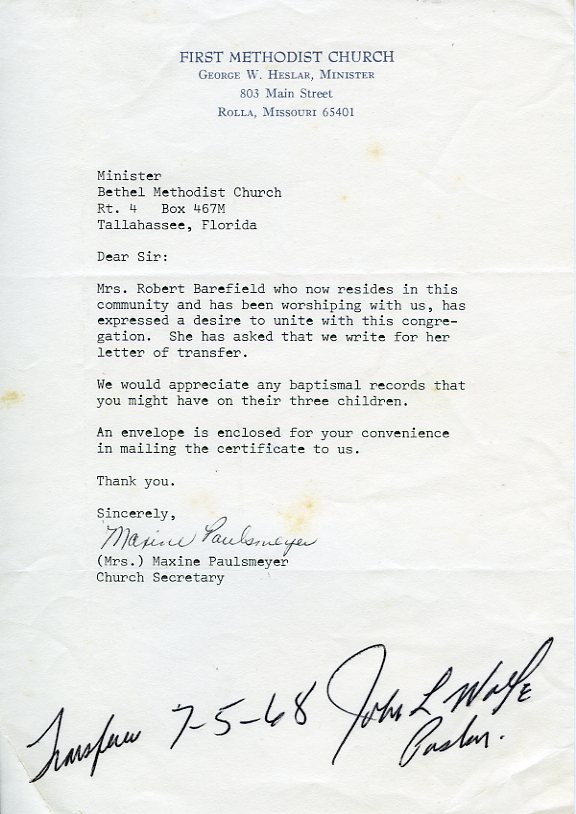 FIRST METHODIST CHURCH
GEORGE W. HESLAR, MINISTER
803 Main Street
ROLLA, MISSOURI 65401
Minister
Bethel Methodist Church
Rt. 4 Box 467M
Tallahassee, Florida
Dear Sir:
Mrs. Robert Barefield who now resides in this
community and has been worshiping with us, has
expressed a desire to unite with this congre-
gation. She has asked that we write for her
letter of transfer.
We would appreciate any baptismal records that
you might have on their three children.
An envelope is enclosed for your convenience
in mailing the certificate to us.
Thank you.
Sincerely,
Maxine Paulsmeyer
(Mrs.) Maxine Paulsmeyer
Church Secretary
7-5-68 John L Wolfe
Pastor.